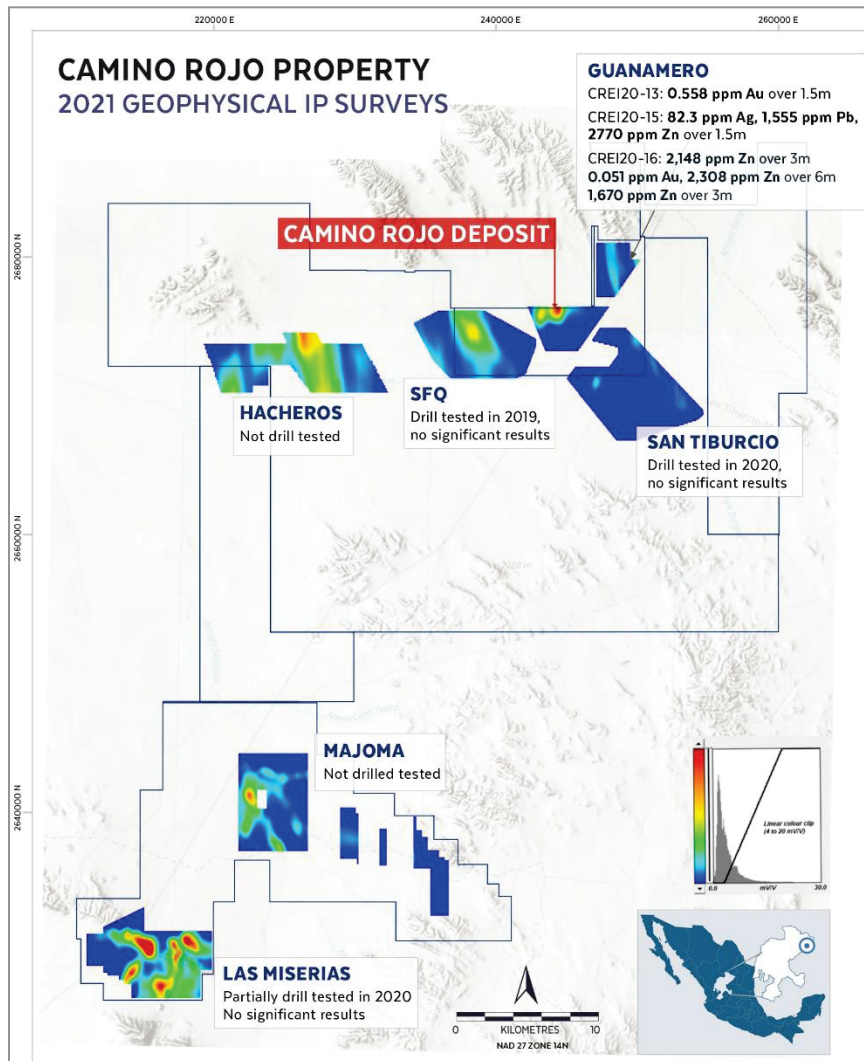 220000 E
240000 E
260000 E
CAMINO ROJO PROPERTY
2021 GEOPHYSICAL IP SURVEYS
GUANAMERO
CREI20-13: 0.558 ppm Au over 1.5m
CREI20-15: 82.3 ppm Ag, 1,555 ppm Pb,
2770 ppm Zn over 1.5m
CREI20-16: 2,148 ppm Zn over 3m
0.051 ppm Au, 2,308 ppm Zn over 6m
1,670 ppm Zn over 3m
2680000 N
CAMINO ROJO DEPOSIT
HACHEROS
Not drill tested
SFQ
Drill tested in 2019,
no significant results
SAN TIBURCIO
Drill tested in 2020,
no significant results
2660000 N
MAJOMA
Not drilled tested
2640000 N
Linear colour clip
(4 to 20 mV/V)
0.0
mV/V
30.0
LAS MISERIAS
Partially drill tested in 2020
No significant results
0
KILOMETRES
10
NAD 27 ZONE 14N